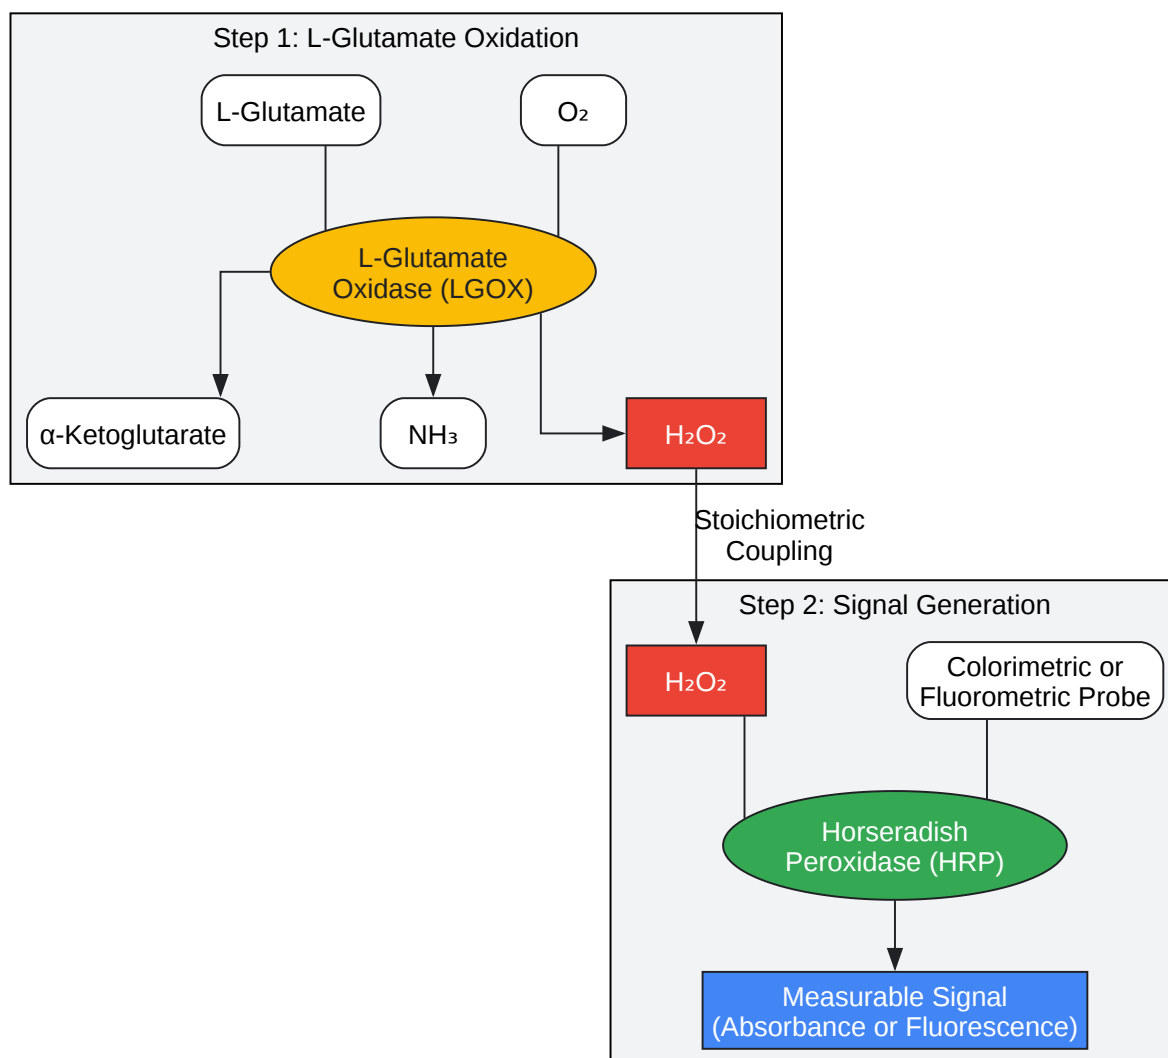 Step 1: L-Glutamate Oxidation
L-Glutamate
O₂
L-Glutamate
Oxidase (LGOX)
α-Ketoglutarate
NH₃
H₂O₂
Stoichiometric
Coupling
Step 2: Signal Generation
H₂O₂
Colorimetric or
Fluorometric Probe
Horseradish
Peroxidase (HRP)
Measurable Signal
(Absorbance or Fluorescence)